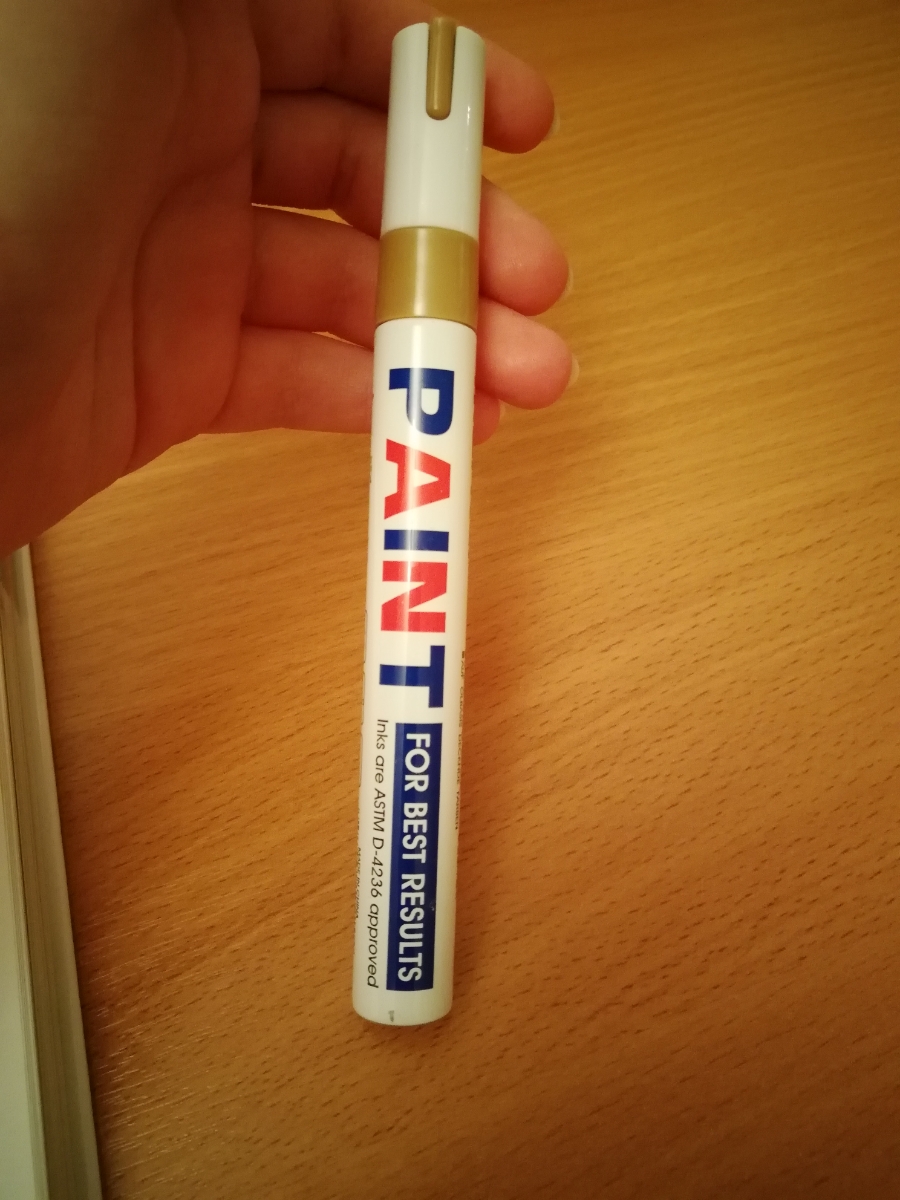 PAINT
FOR BEST RESULTS
Inks are ASTM D-4236 approved